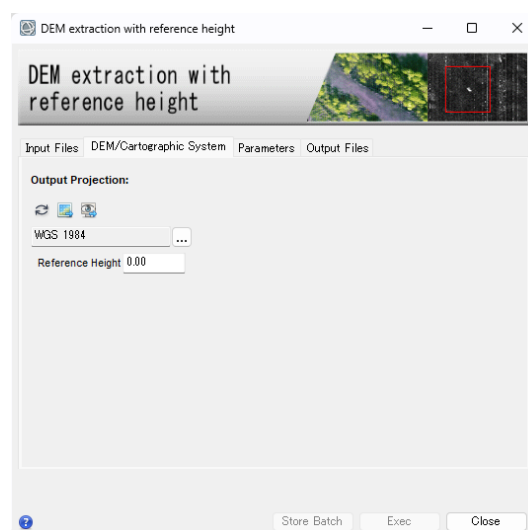 DEM extraction with reference height
DEM extraction with
reference height
Input Files DEM/Cartographic System Parameters Output Files
Output Projection:
WGS 1984 ...
Reference Height 0.00
? Store Batch Exec Close